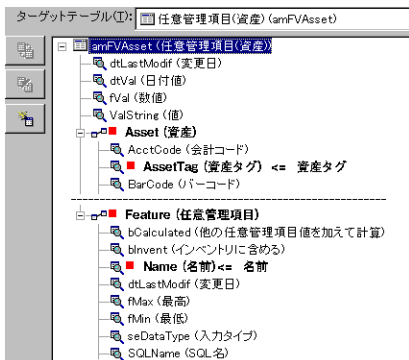 ターゲットテーブル(T): 任意管理項目(資産) (amFVAsset)
amFVAsset (任意管理項目(資産))
dtLastModif (変更日)
dtVal (日付値)
fVal (数値)
ValString (値)
Asset (資産)
AcctCode (会計コード)
AssetTag (資産タグ) <= 資産タグ
BarCode (バーコード)
Feature (任意管理項目)
bCalculated (他の任意管理項目値を加えて計算)
bInvent (インベントリに含める)
Name (名前)<= 名前
dtLastModif (変更日)
fMax (最高)
fMin (最低)
seDataType (入力タイプ)
SQLName (SQL名)